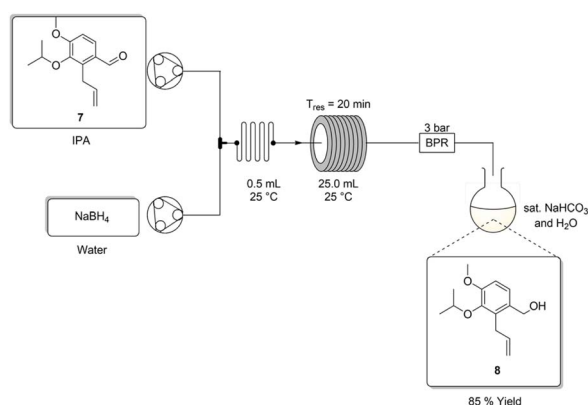 O
O
O
7
IPA
NaBH₄
Water
0.5 mL
25 °C
T_res = 20 min
25.0 mL
25 °C
3 bar
BPR
sat. NaHCO₃
and H₂O
O
O
OH
8
85 % Yield